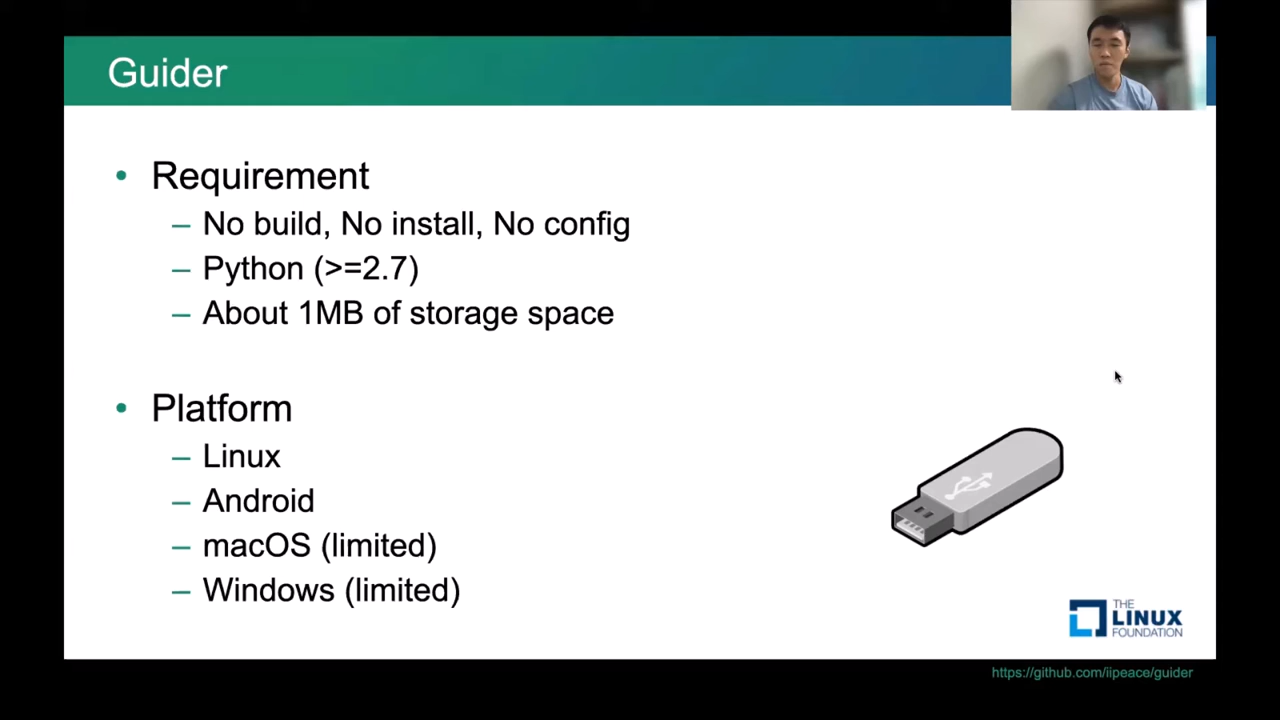 Guider
• Requirement
– No build, No install, No config
– Python (>=2.7)
– About 1MB of storage space
• Platform
– Linux
– Android
– macOS (limited)
– Windows (limited)
THE
LINUX
FOUNDATION
https://github.com/iipeace/guider